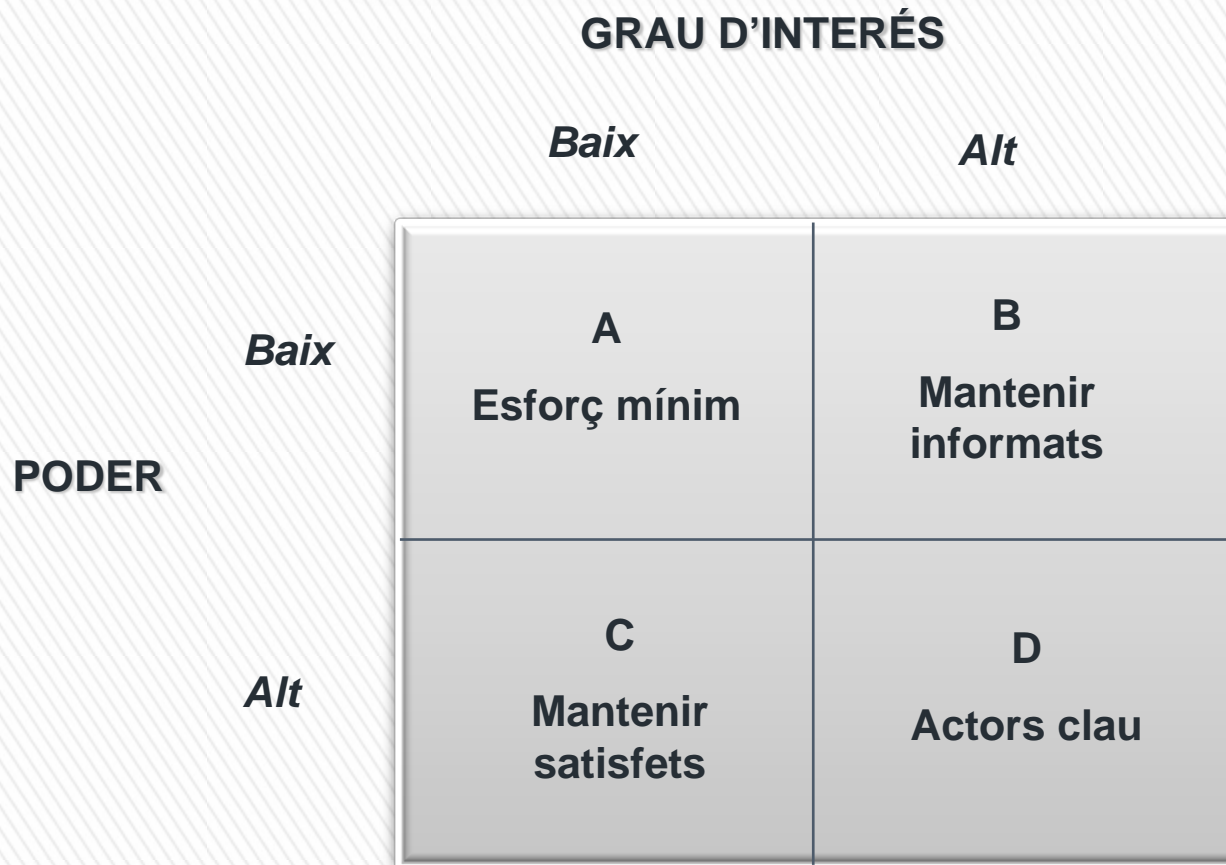 GRAU D’INTERÉS
Baix
Alt
Baix
A
Esforç mínim
B
Mantenir
informats
PODER
Alt
C
Mantenir
satisfets
D
Actors clau